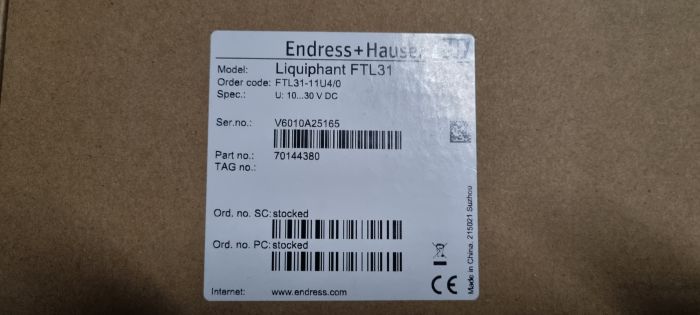 Endress+Hauser
Model: Liquiphant FTL31
Order code: FTL31-11U4/0
Spec.: U: 10...30 V DC
Ser.no.: V6010A25165
Part no.: 70144380
TAG no.:
Ord. no. SC: stocked
Ord. no. PC: stocked
Internet: www.endress.com
CE
Made in China, 215021 Suzhou